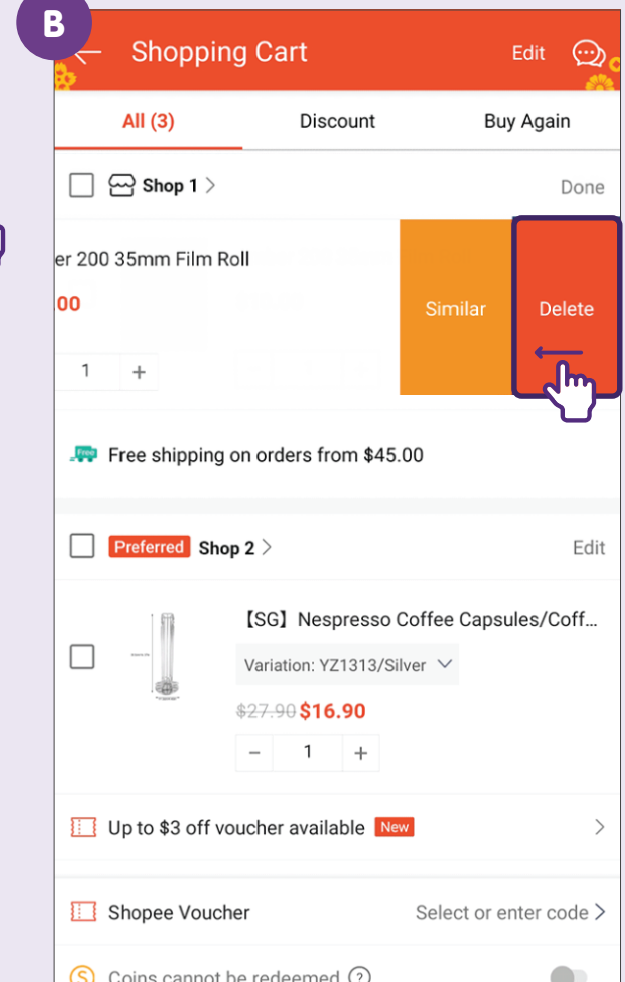 B
Shopping Cart Edit
All (3) Discount Buy Again
Shop 1 > Done
er 200 35mm Film Roll
.00
Similar Delete
1 +
Free
Free shipping on orders from $45.00
Preferred Shop 2 > Edit
【SG】Nespresso Coffee Capsules/Coff...
Variation: YZ1313/Silver
$27.90 $16.90
- 1 +
Up to $3 off voucher available New >
Shopee Voucher Select or enter code >
S Coins cannot be redeemed ?